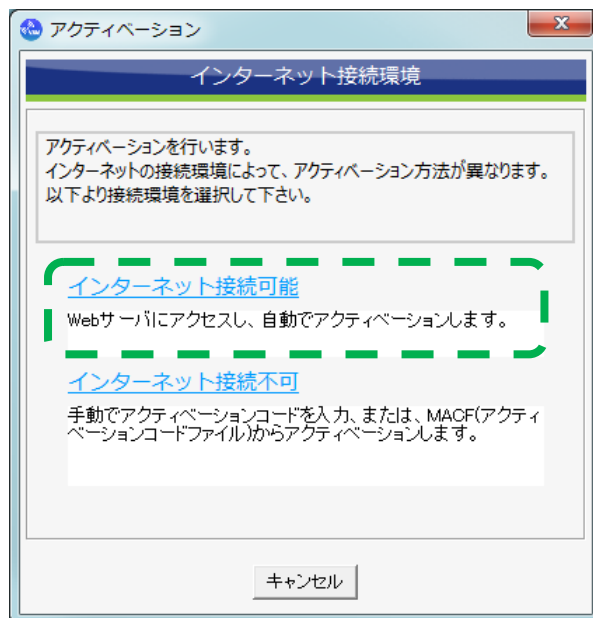 アクティベーション
インターネット接続環境
アクティベーションを行います。
インターネットの接続環境によって、アクティベーション方法が異なります。
以下より接続環境を選択して下さい。
インターネット接続可能
Webサーバにアクセスし、自動でアクティベーションします。
インターネット接続不可
手動でアクティベーションコードを入力、または、MACF(アクティ
ベーションコードファイル)からアクティベーションします。
キャンセル